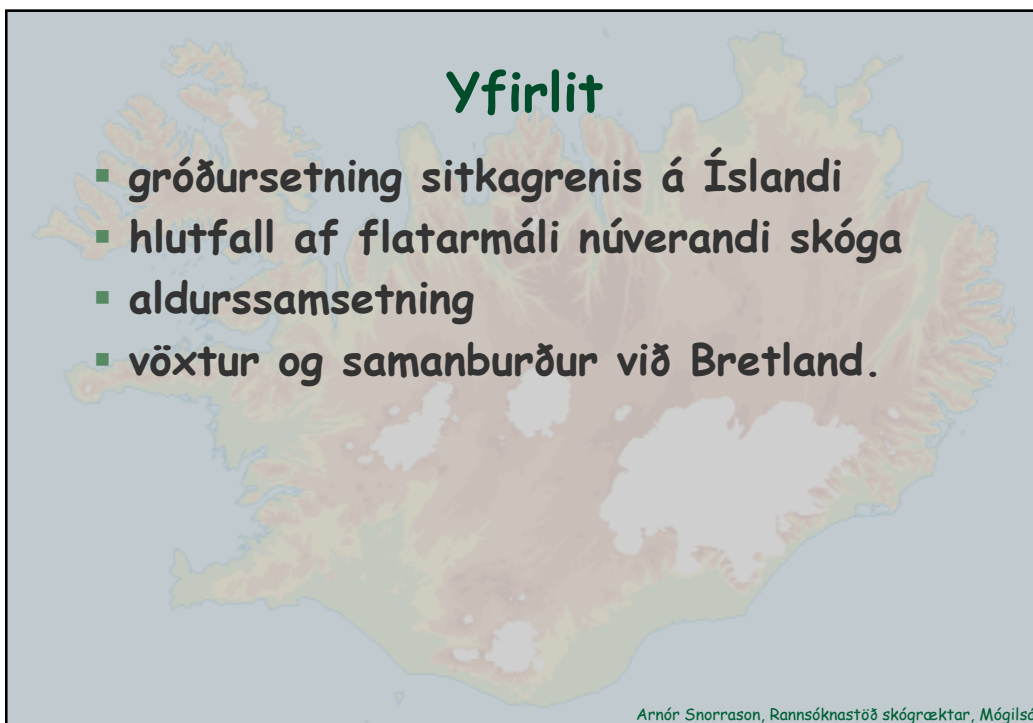 Yfirlit
▪ gróðursetning sitkagrenis á Íslandi
▪ hlutfall af flatarmáli núverandi skóga
▪ aldurssamsetning
▪ vöxtur og samanburður við Bretland.
Arnór Snorrason, Rannsóknastöð skógræktar, Mógilsá